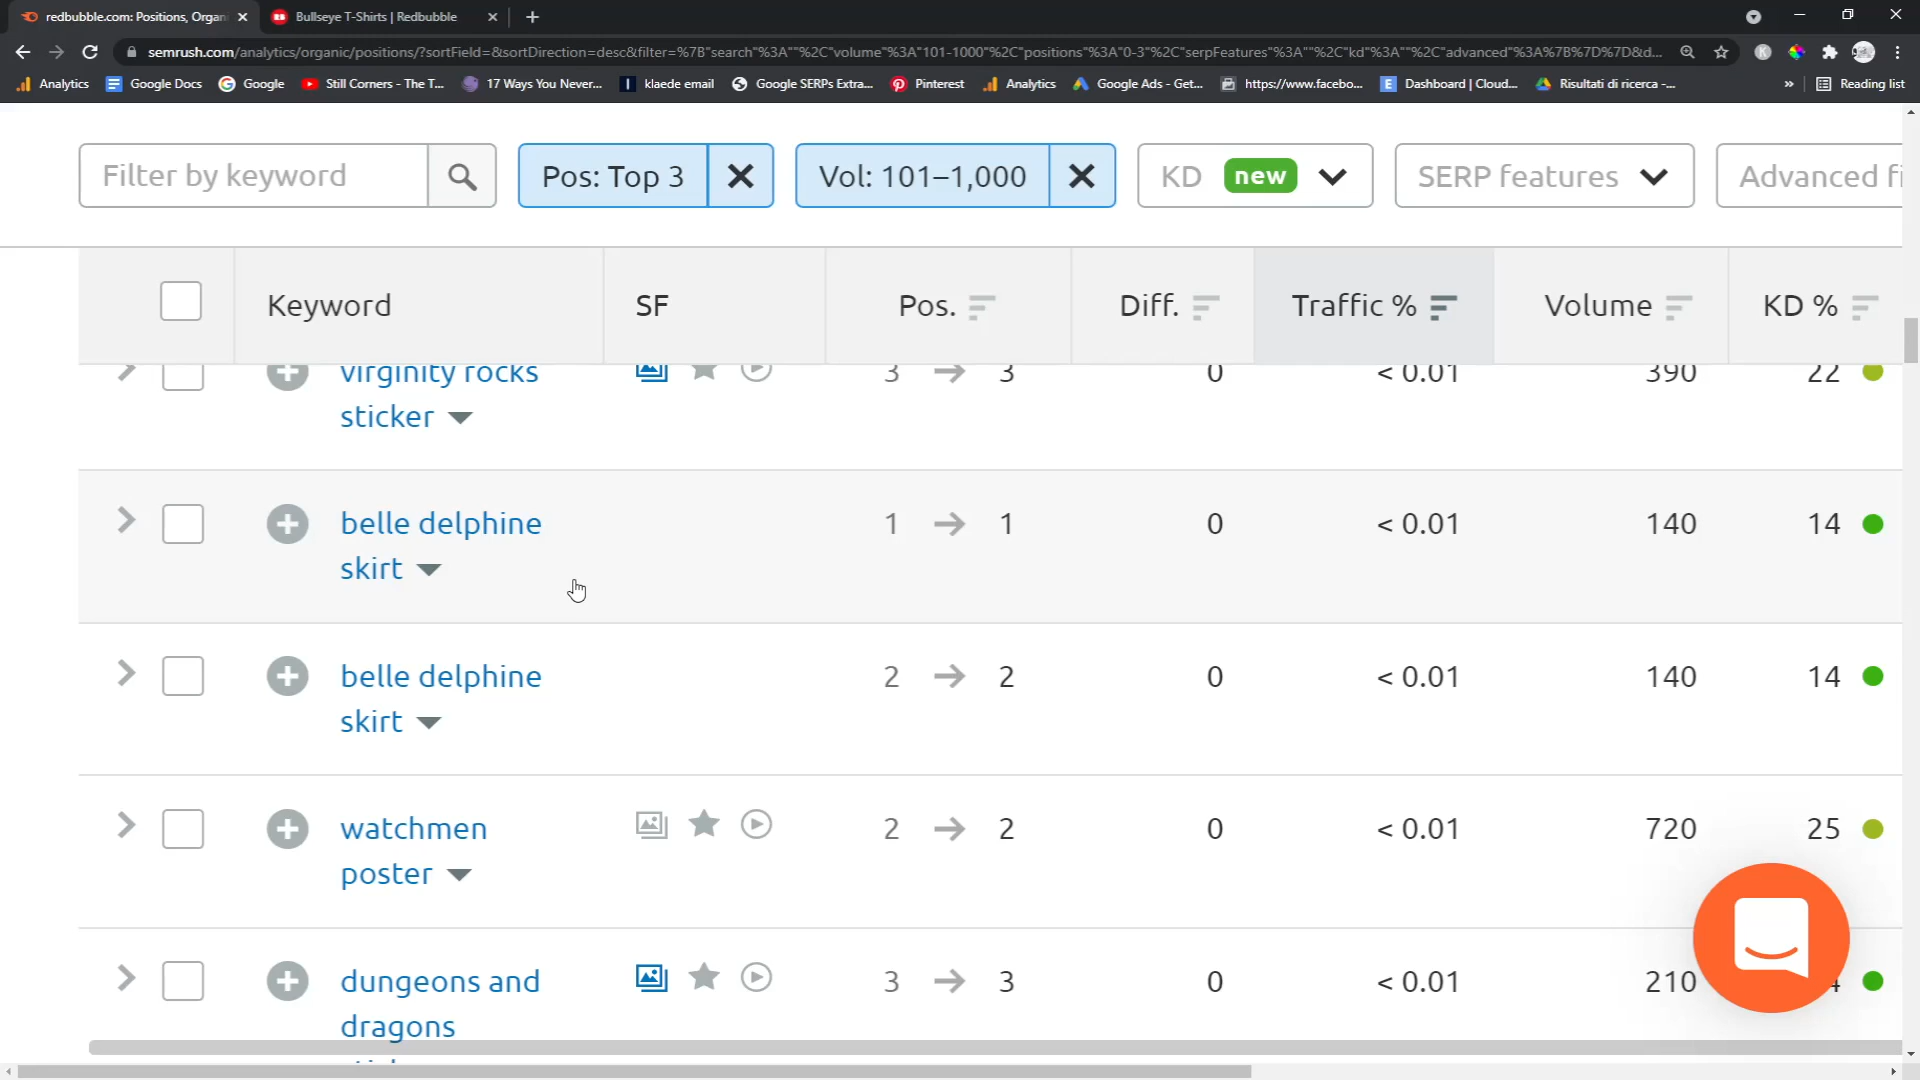 redbubble.com: Positions, Organ
Bullseye T-Shirts | Redbubble
semrush.com/analytics/organic/positions/?sortField=&sortDirection=desc&filter=%7B"search"%3A""%2C"volume"%3A"101-1000"%2C"positions"%3A"0-3"%2C"serpFeatures"%3A""%2C"kd"%3A""%2C"advanced"%3A%7B%7D%7D&d...
Analytics Google Docs Google Still Corners - The T... 17 Ways You Never... klaede email Google SERPs Extra... Pinterest Analytics Google Ads - Get... https://www.facebo... Dashboard | Cloud... Risultati di ricerca -... » Reading list
Filter by keyword Pos: Top 3 Vol: 101–1,000 KD new SERP features Advanced fi
Keyword SF Pos. Diff. Traffic % Volume KD %
virginity rocks 3 → 3 0 < 0.01 390 22
sticker
belle delphine 1 → 1 0 < 0.01 140 14
skirt
belle delphine 2 → 2 0 < 0.01 140 14
skirt
watchmen 2 → 2 0 < 0.01 720 25
poster
dungeons and 3 → 3 0 < 0.01 210
dragons